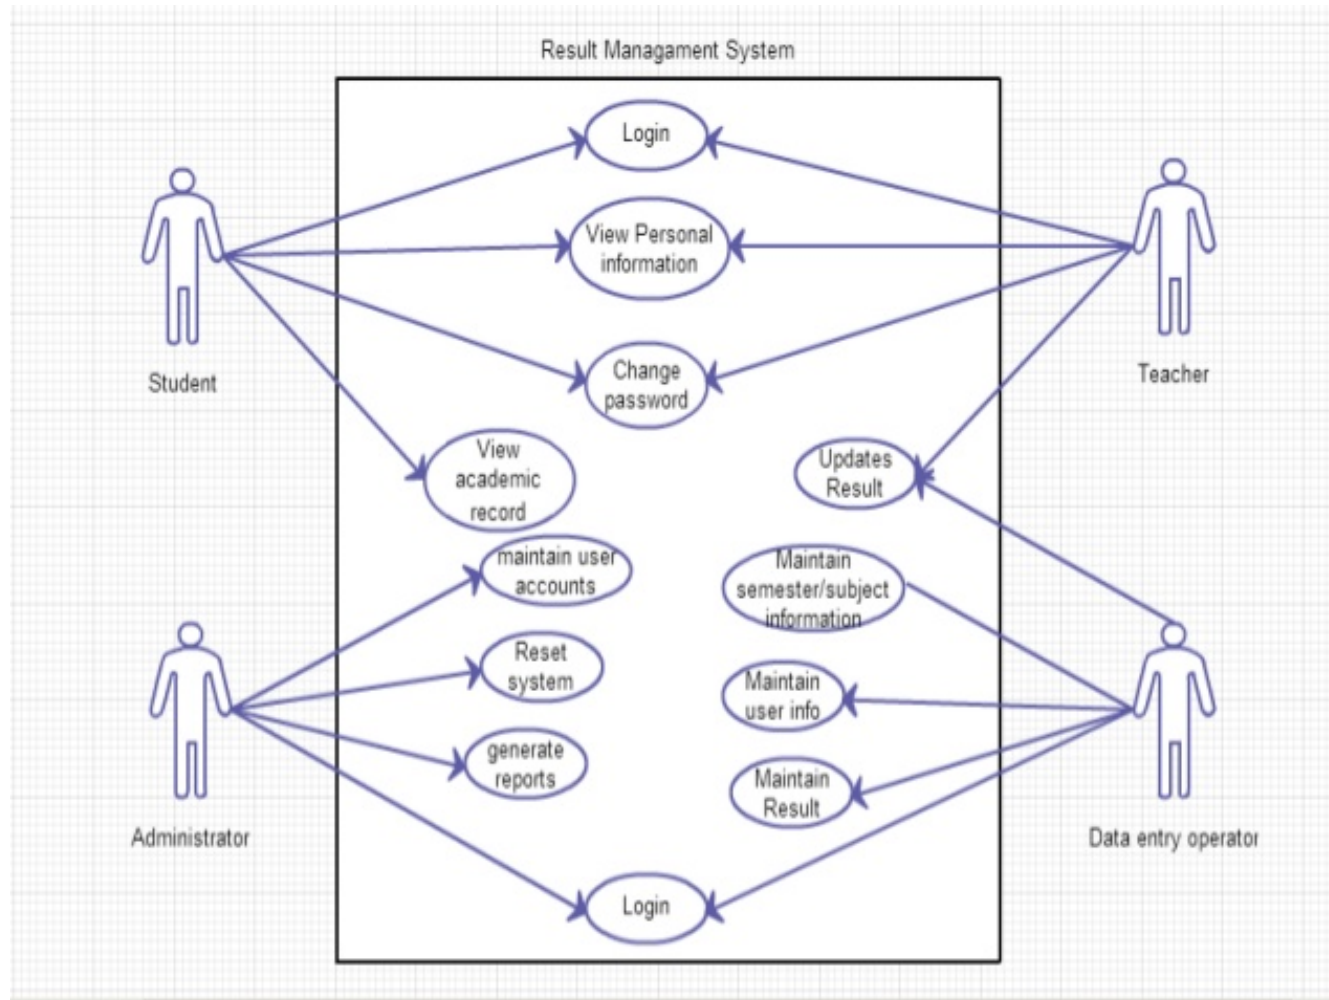 Result Managament System
Login
View Personal
information
Change
password
Student
Teacher
View
academic
record
Updates
Result
maintain user
accounts
Maintain
semester/subject
information
Reset
system
Maintain
user info
generate
reports
Maintain
Result
Administrator
Data entry operator
Login